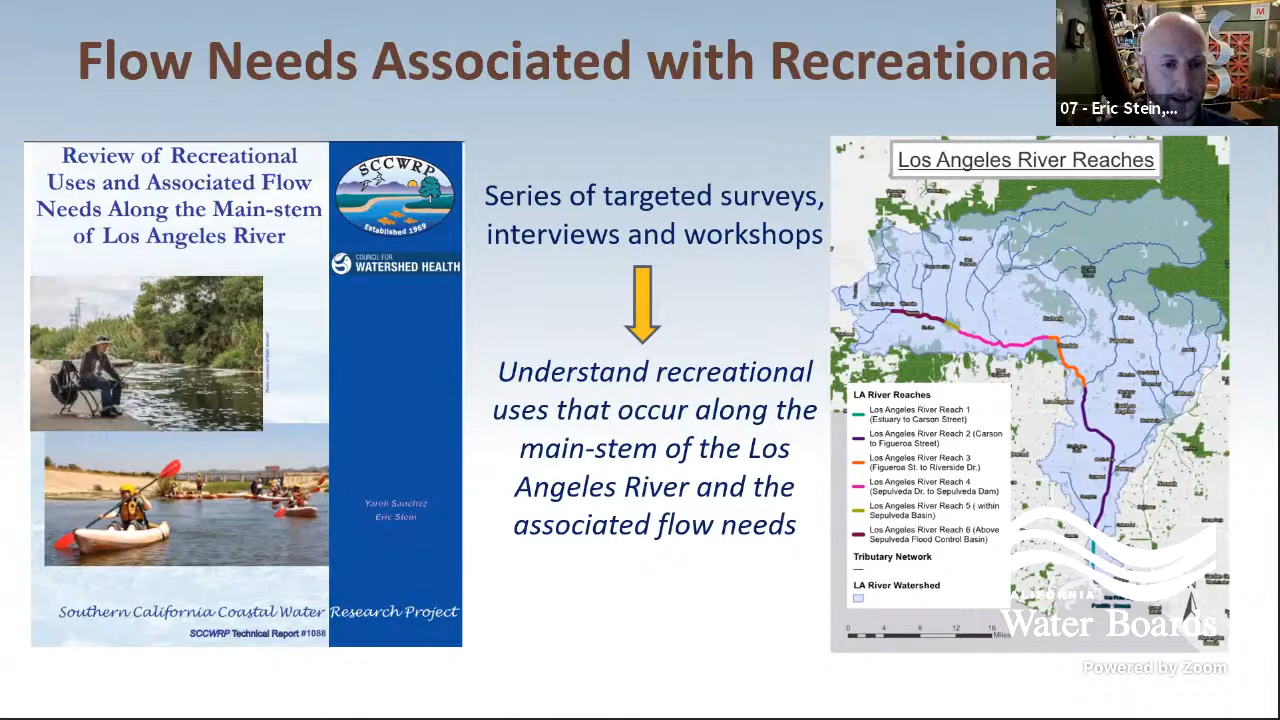 Flow Needs Associated with Recreationa
07 - Eric Stein,...
M
Review of Recreational
Uses and Associated Flow
Needs Along the Main-stem
of Los Angeles River
SCCWRP
Established 1969
COUNCIL FOR
WATERSHED HEALTH
Yareli Sanchez
Eric Stein
Southern California Coastal Water Research Project
SCCWRP Technical Report #1088
Series of targeted surveys,
interviews and workshops
Understand recreational
uses that occur along the
main-stem of the Los
Angeles River and the
associated flow needs
Los Angeles River Reaches
LA River Reaches
Los Angeles River Reach 1
(Estuary to Carson Street)
Los Angeles River Reach 2 (Carson
to Figueroa Street)
Los Angeles River Reach 3
(Figueroa St. to Riverside Dr.)
Los Angeles River Reach 4
(Sepulveda Dr. to Sepulveda Dam)
Los Angeles River Reach 5 ( within
Sepulveda Basin)
Los Angeles River Reach 6 (Above
Sepulveda Flood Control Basin)
Tributary Network
LA River Watershed
0 4 8 12 16
Miles
CALIFORNIA
Water Boards
Powered by Zoom